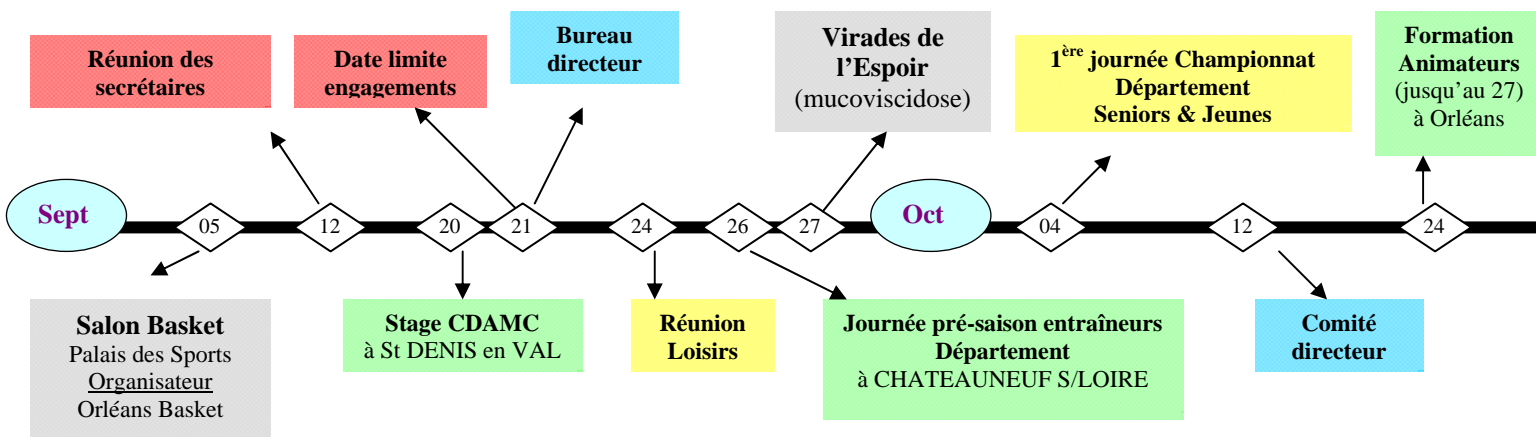 Réunion des
secrétaires
Date limite
engagements
Bureau
directeur
Virades de
l'Espoir
(mucoviscidose)
1ère journée Championnat
Département
Seniors & Jeunes
Formation
Animateurs
(jusqu'au 27)
à Orléans
Sept 05 12 20 21 24 26 27 Oct 04 12 24
Salon Basket
Palais des Sports
Organisateur
Orléans Basket
Stage CDAMC
à St DENIS en VAL
Réunion
Loisirs
Journée pré-saison entraîneurs
Département
à CHATEAUNEUF S/LOIRE
Comité
directeur